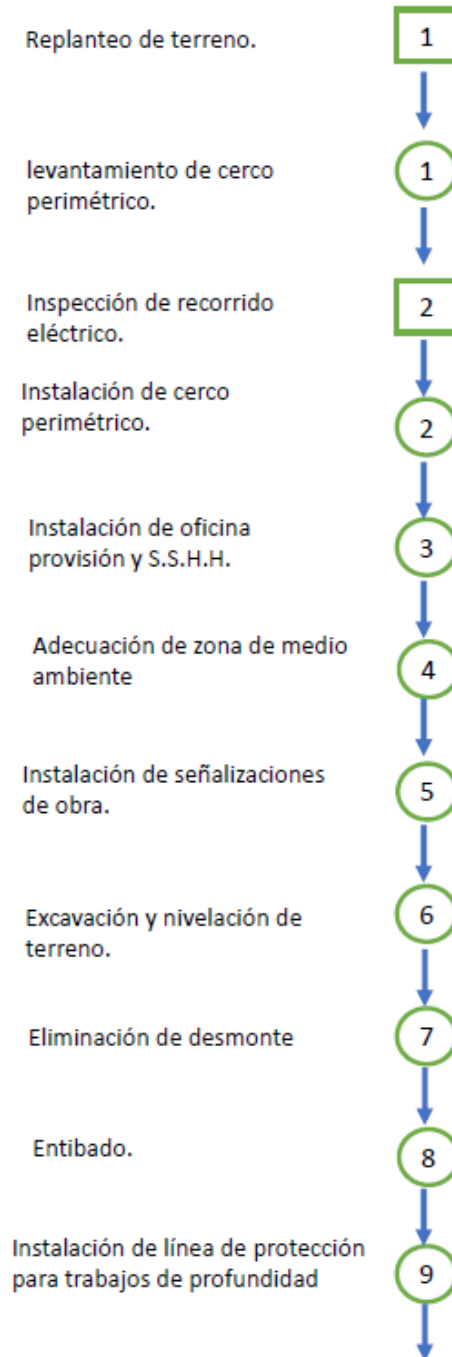 Replanteo de terreno.
1
levantamiento de cerco
perimétrico.
1
Inspección de recorrido
eléctrico.
2
Instalación de cerco
perimétrico.
2
Instalación de oficina
provisión y S.S.H.H.
3
Adecuación de zona de medio
ambiente
4
Instalación de señalizaciones
de obra.
5
Excavación y nivelación de
terreno.
6
Eliminación de desmonte
7
Entibado.
8
Instalación de línea de protección
para trabajos de profundidad
9